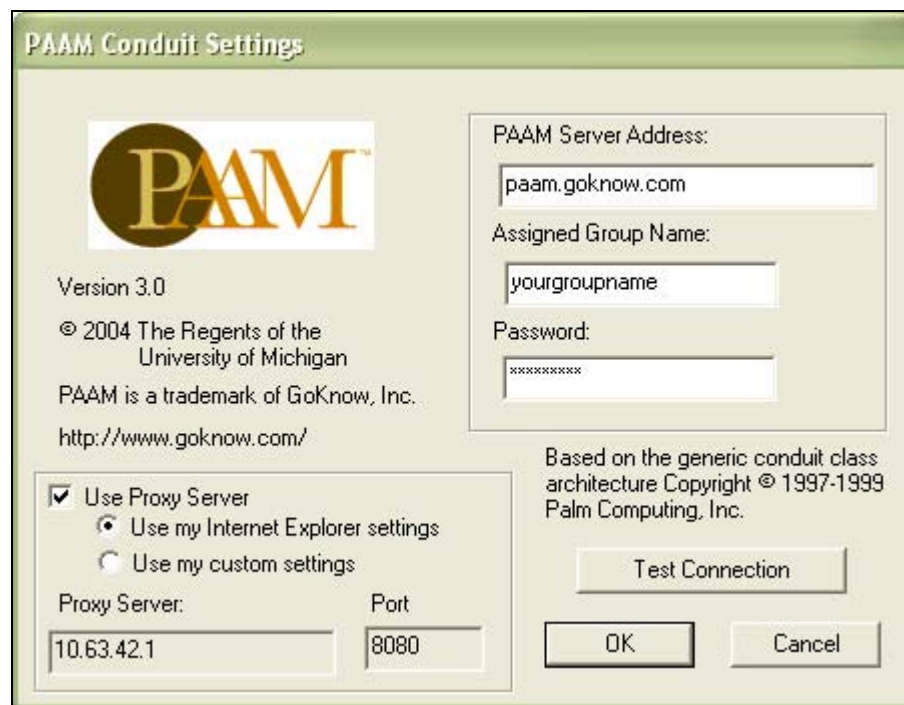 PAAM Conduit Settings
PAAM™
Version 3.0
© 2004 The Regents of the
University of Michigan
PAAM is a trademark of GoKnow, Inc.
http://www.goknow.com/
PAAM Server Address:
paam.goknow.com
Assigned Group Name:
yourgroupname
Password:
*********
Use Proxy Server
Use my Internet Explorer settings
Use my custom settings
Proxy Server:
Port
10.63.42.1
8080
Based on the generic conduit class
architecture Copyright © 1997-1999
Palm Computing, Inc.
Test Connection
OK
Cancel